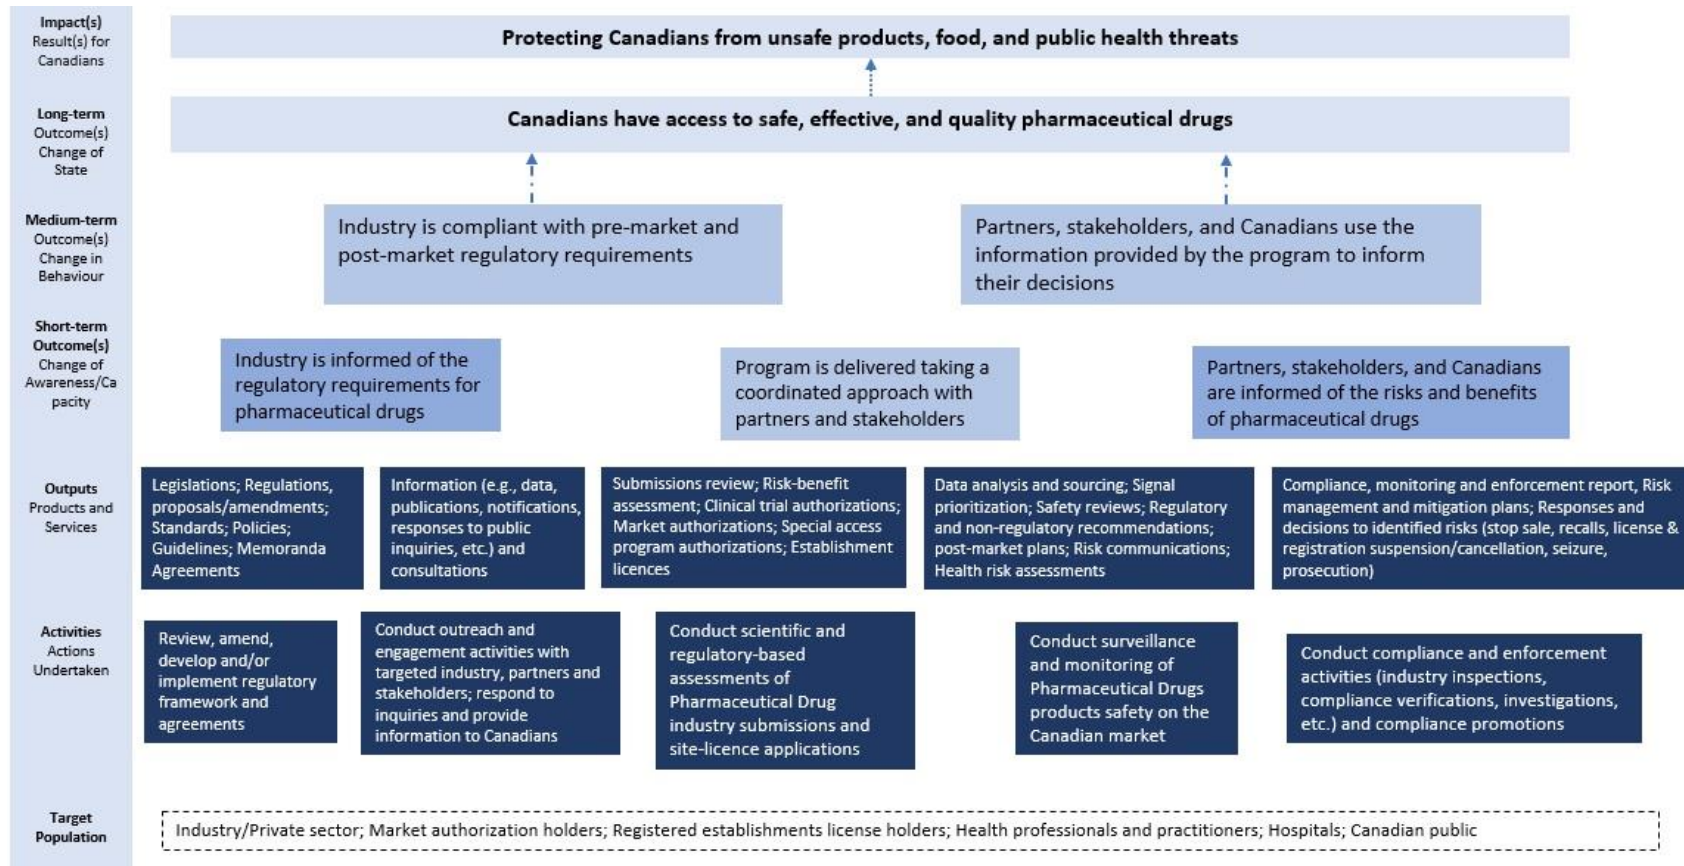 Impact(s)
Result(s) for
Canadians
Protecting Canadians from unsafe products, food, and public health threats
Long-term
Outcome(s)
Change of
State
Canadians have access to safe, effective, and quality pharmaceutical drugs
Medium-term
Outcome(s)
Change in
Behaviour
Industry is compliant with pre-market and
post-market regulatory requirements
Partners, stakeholders, and Canadians use the
information provided by the program to inform
their decisions
Short-term
Outcome(s)
Change of
Awareness/Ca
pacity
Industry is informed of the
regulatory requirements for
pharmaceutical drugs
Program is delivered taking a
coordinated approach with
partners and stakeholders
Partners, stakeholders, and Canadians
are informed of the risks and benefits
of pharmaceutical drugs
Outputs
Products and
Services
Legislations; Regulations,
proposals/amendments;
Standards; Policies;
Guidelines; Memoranda
Agreements
Information (e.g., data,
publications, notifications,
responses to public
inquiries, etc.) and
consultations
Submissions review; Risk-benefit
assessment; Clinical trial authorizations;
Market authorizations; Special access
program authorizations; Establishment
licences
Data analysis and sourcing; Signal
prioritization; Safety reviews; Regulatory
and non-regulatory recommendations;
post-market plans; Risk communications;
Health risk assessments
Compliance, monitoring and enforcement report, Risk
management and mitigation plans; Responses and
decisions to identified risks (stop sale, recalls, license &
registration suspension/cancellation, seizure,
prosecution)
Activities
Actions
Undertaken
Review, amend,
develop and/or
implement regulatory
framework and
agreements
Conduct outreach and
engagement activities with
targeted industry, partners and
stakeholders; respond to
inquiries and provide
information to Canadians
Conduct scientific and
regulatory-based
assessments of
Pharmaceutical Drug
industry submissions and
site-licence applications
Conduct surveillance
and monitoring of
Pharmaceutical Drugs
products safety on the
Canadian market
Conduct compliance and enforcement
activities (industry inspections,
compliance verifications, investigations,
etc.) and compliance promotions
Target
Population
Industry/Private sector; Market authorization holders; Registered establishments license holders; Health professionals and practitioners; Hospitals; Canadian public